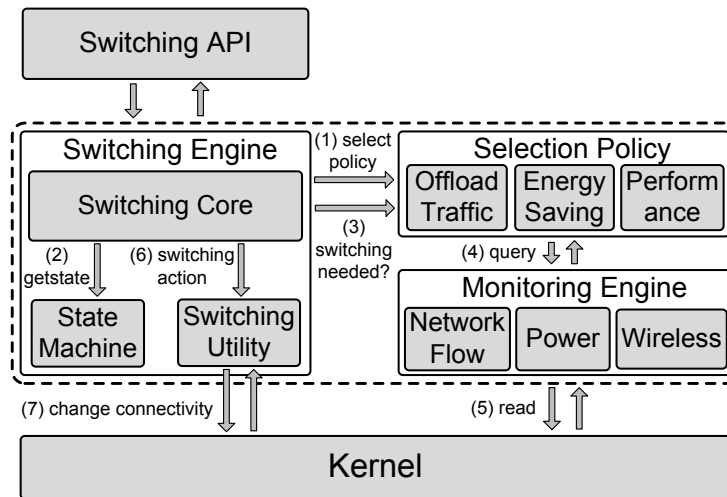 Switching API
Switching Engine
Switching Core
(2)
getstate
(6) switching
action
State
Machine
Switching
Utility
(1) select
policy
(3)
switching
needed?
Selection Policy
Offload
Traffic
Energy
Saving
Perform
ance
(4) query
Monitoring Engine
Network
Flow
Power
Wireless
(7) change connectivity
(5) read
Kernel